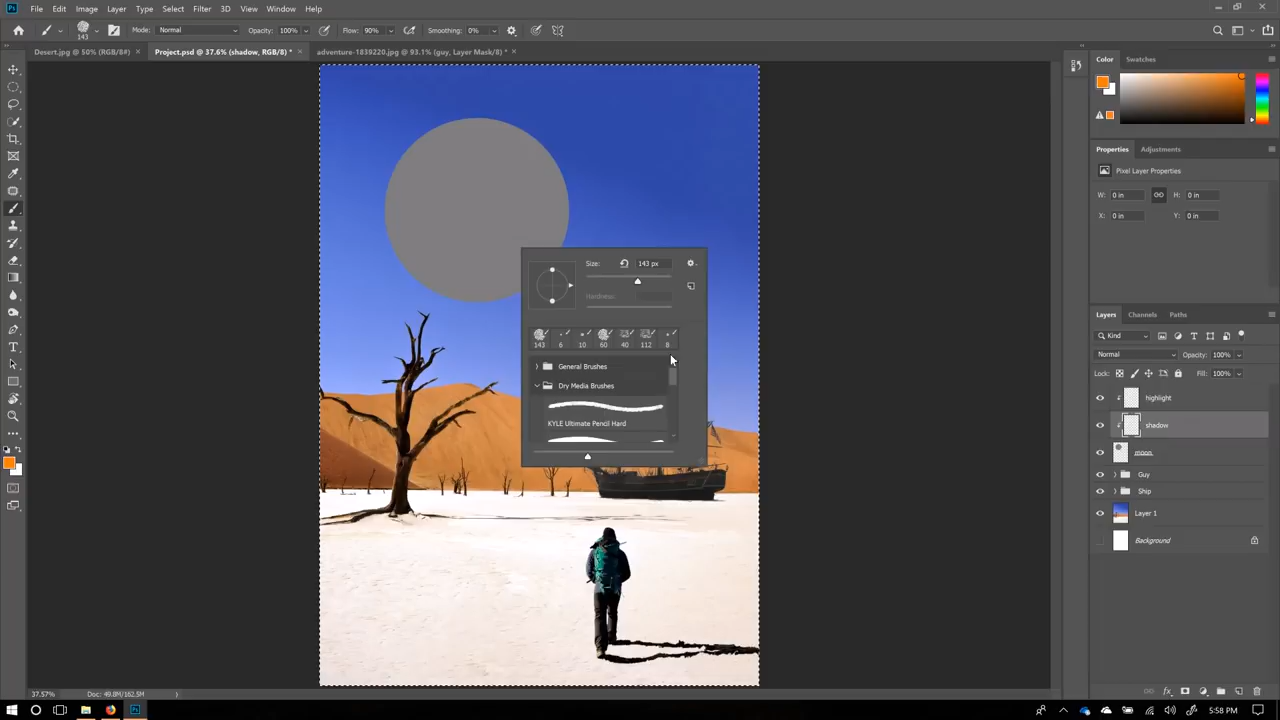 Ps File Edit Image Layer Type Select Filter 3D View Window Help
143 Mode: Normal Opacity: 100% Flow: 90% Smoothing: 0%
Desert.jpg @ 50% (RGB/8#) × Project.psd @ 37.6% (shadow, RGB/8) * × adventure-1839220.jpg @ 93.1% (guy, Layer Mask/8) * ×
Color Swatches
Properties Adjustments
Pixel Layer Properties
W: 0 in H: 0 in
X: 0 in Y: 0 in
Size: 143 px
Hardness:
143 6 10 60 40 112 8
General Brushes
Dry Media Brushes
KYLE Ultimate Pencil Hard
Layers Channels Paths
Kind
Normal Opacity: 100%
Lock: Fill: 100%
highlight
shadow
moon
Guy
Ship
Layer 1
Background
37.57% Doc: 49.8M/162.5M
Ps 5:58 PM